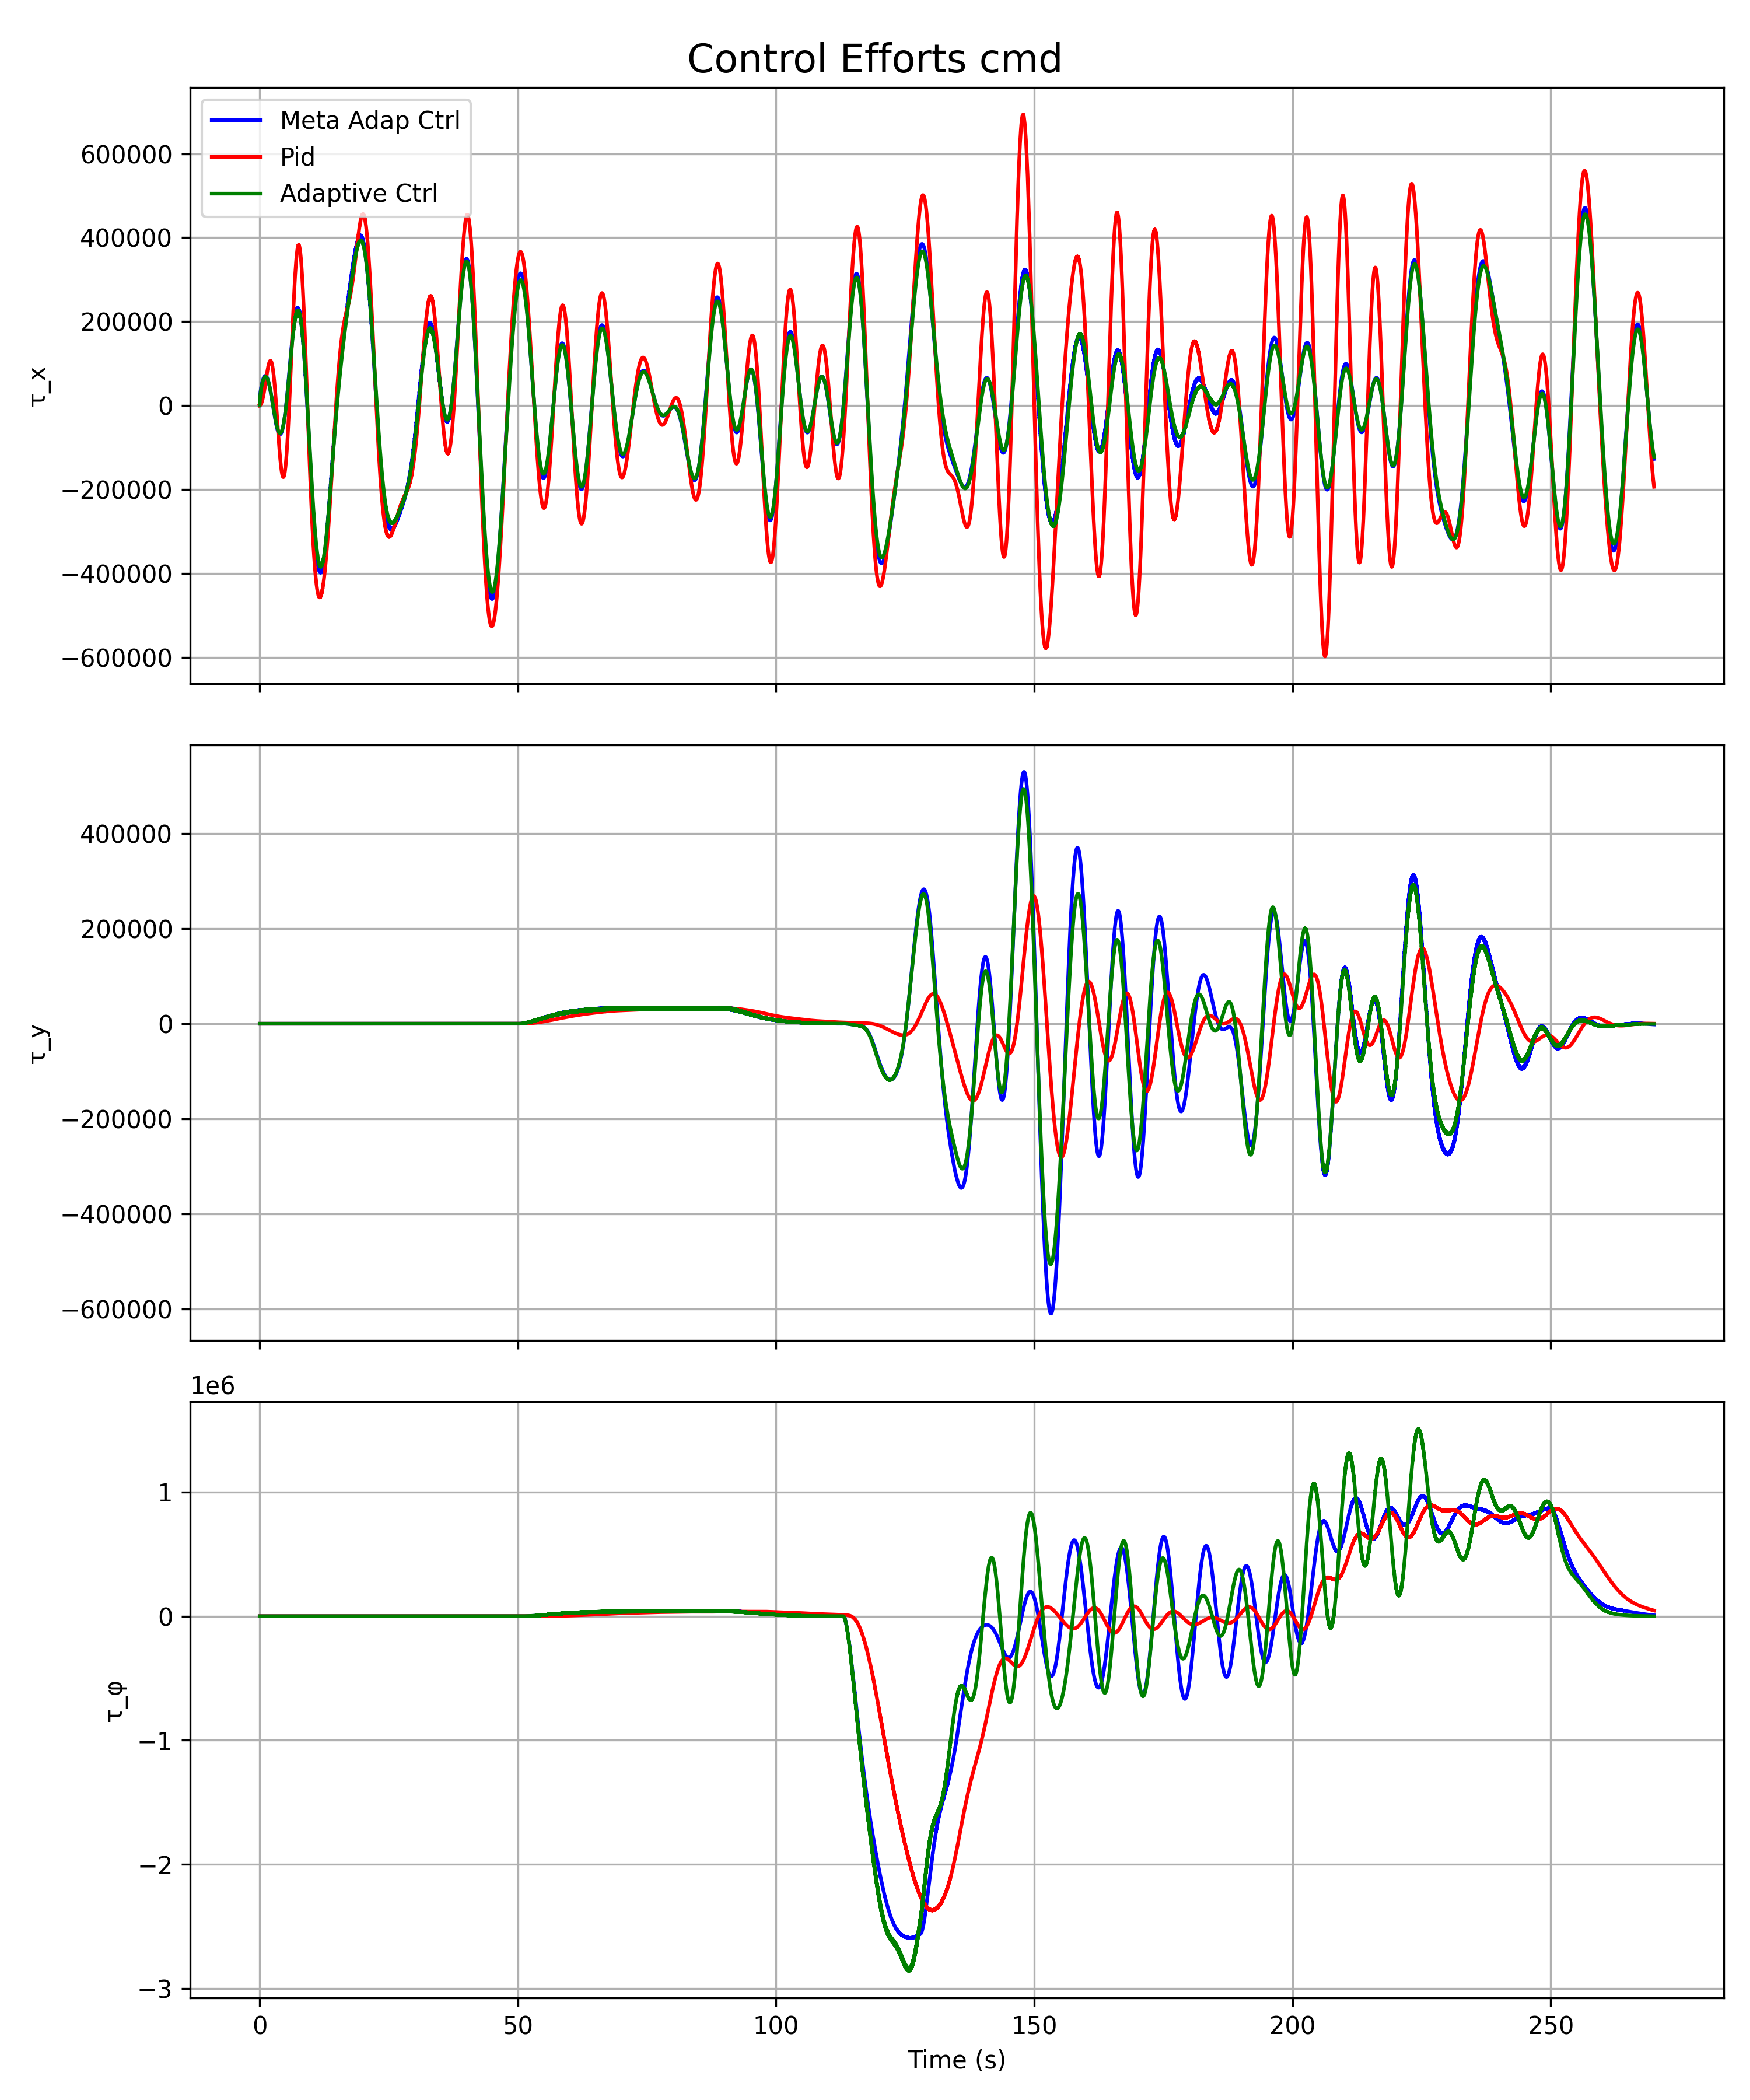 Control Efforts cmd
Meta Adap Ctrl
Pid
Adaptive Ctrl
600000
400000
200000
0
−200000
−400000
−600000
τ_x
400000
200000
0
−200000
−400000
−600000
τ_y
1e6
1
0
−1
−2
−3
τ_φ
0 50 100 150 200 250
Time (s)